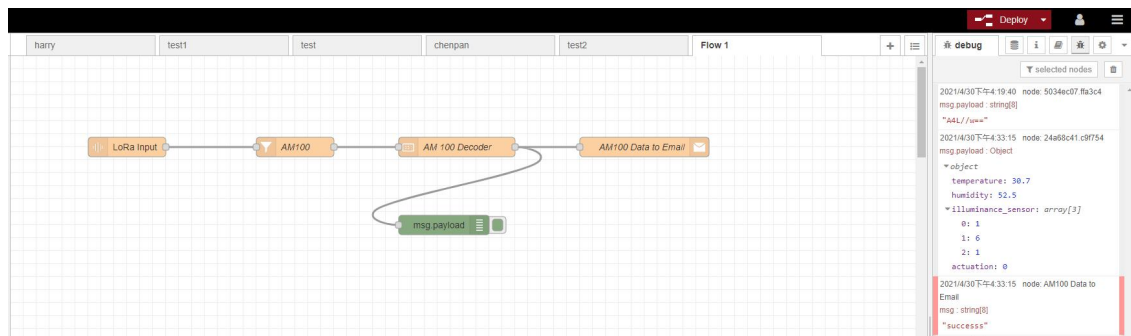 Deploy
harry
test1
test
chenpan
test2
Flow 1
debug
i
selected nodes
LoRa Input
AM100
AM 100 Decoder
AM100 Data to Email
msg.payload
2021/4/30下午4:19:40 node: 5034ec07.ffa3c4
msg.payload : string[8]
"A4L//u=="
2021/4/30下午4:33:15 node: 24a68c41.c9f754
msg.payload : Object
object
temperature: 30.7
humidity: 52.5
illuminance_sensor: array[3]
0: 1
1: 6
2: 1
actuation: 0
2021/4/30下午4:33:15 node: AM100 Data to
Email
msg : string[8]
"successs"